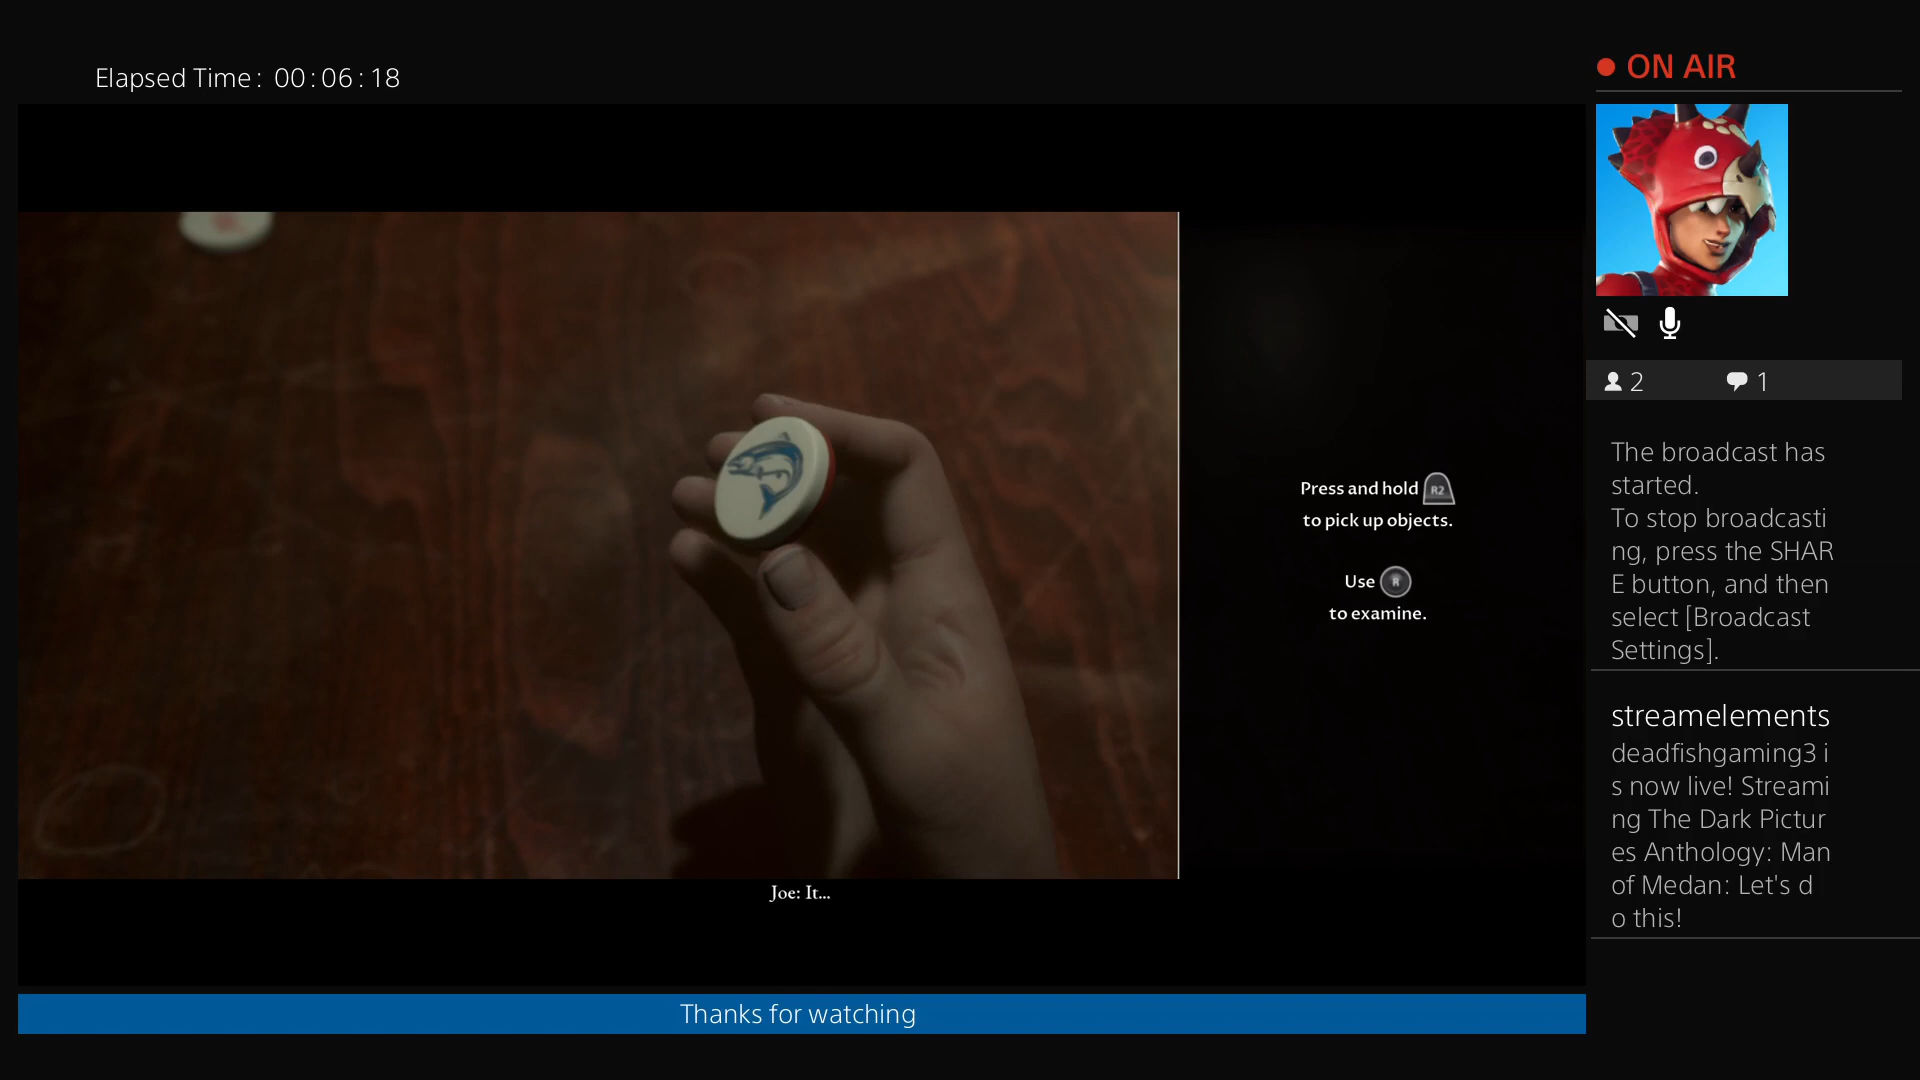 Elapsed Time: 00:06:18
ON AIR
2
1
The broadcast has
started.
To stop broadcasti
ng, press the SHAR
E button, and then
select [Broadcast
Settings].
streamelements
deadfishgaming3 i
s now live! Streami
ng The Dark Pictur
es Anthology: Man
of Medan: Let's d
o this!
Press and hold R2
to pick up objects.
Use R
to examine.
Joe: It...
Thanks for watching